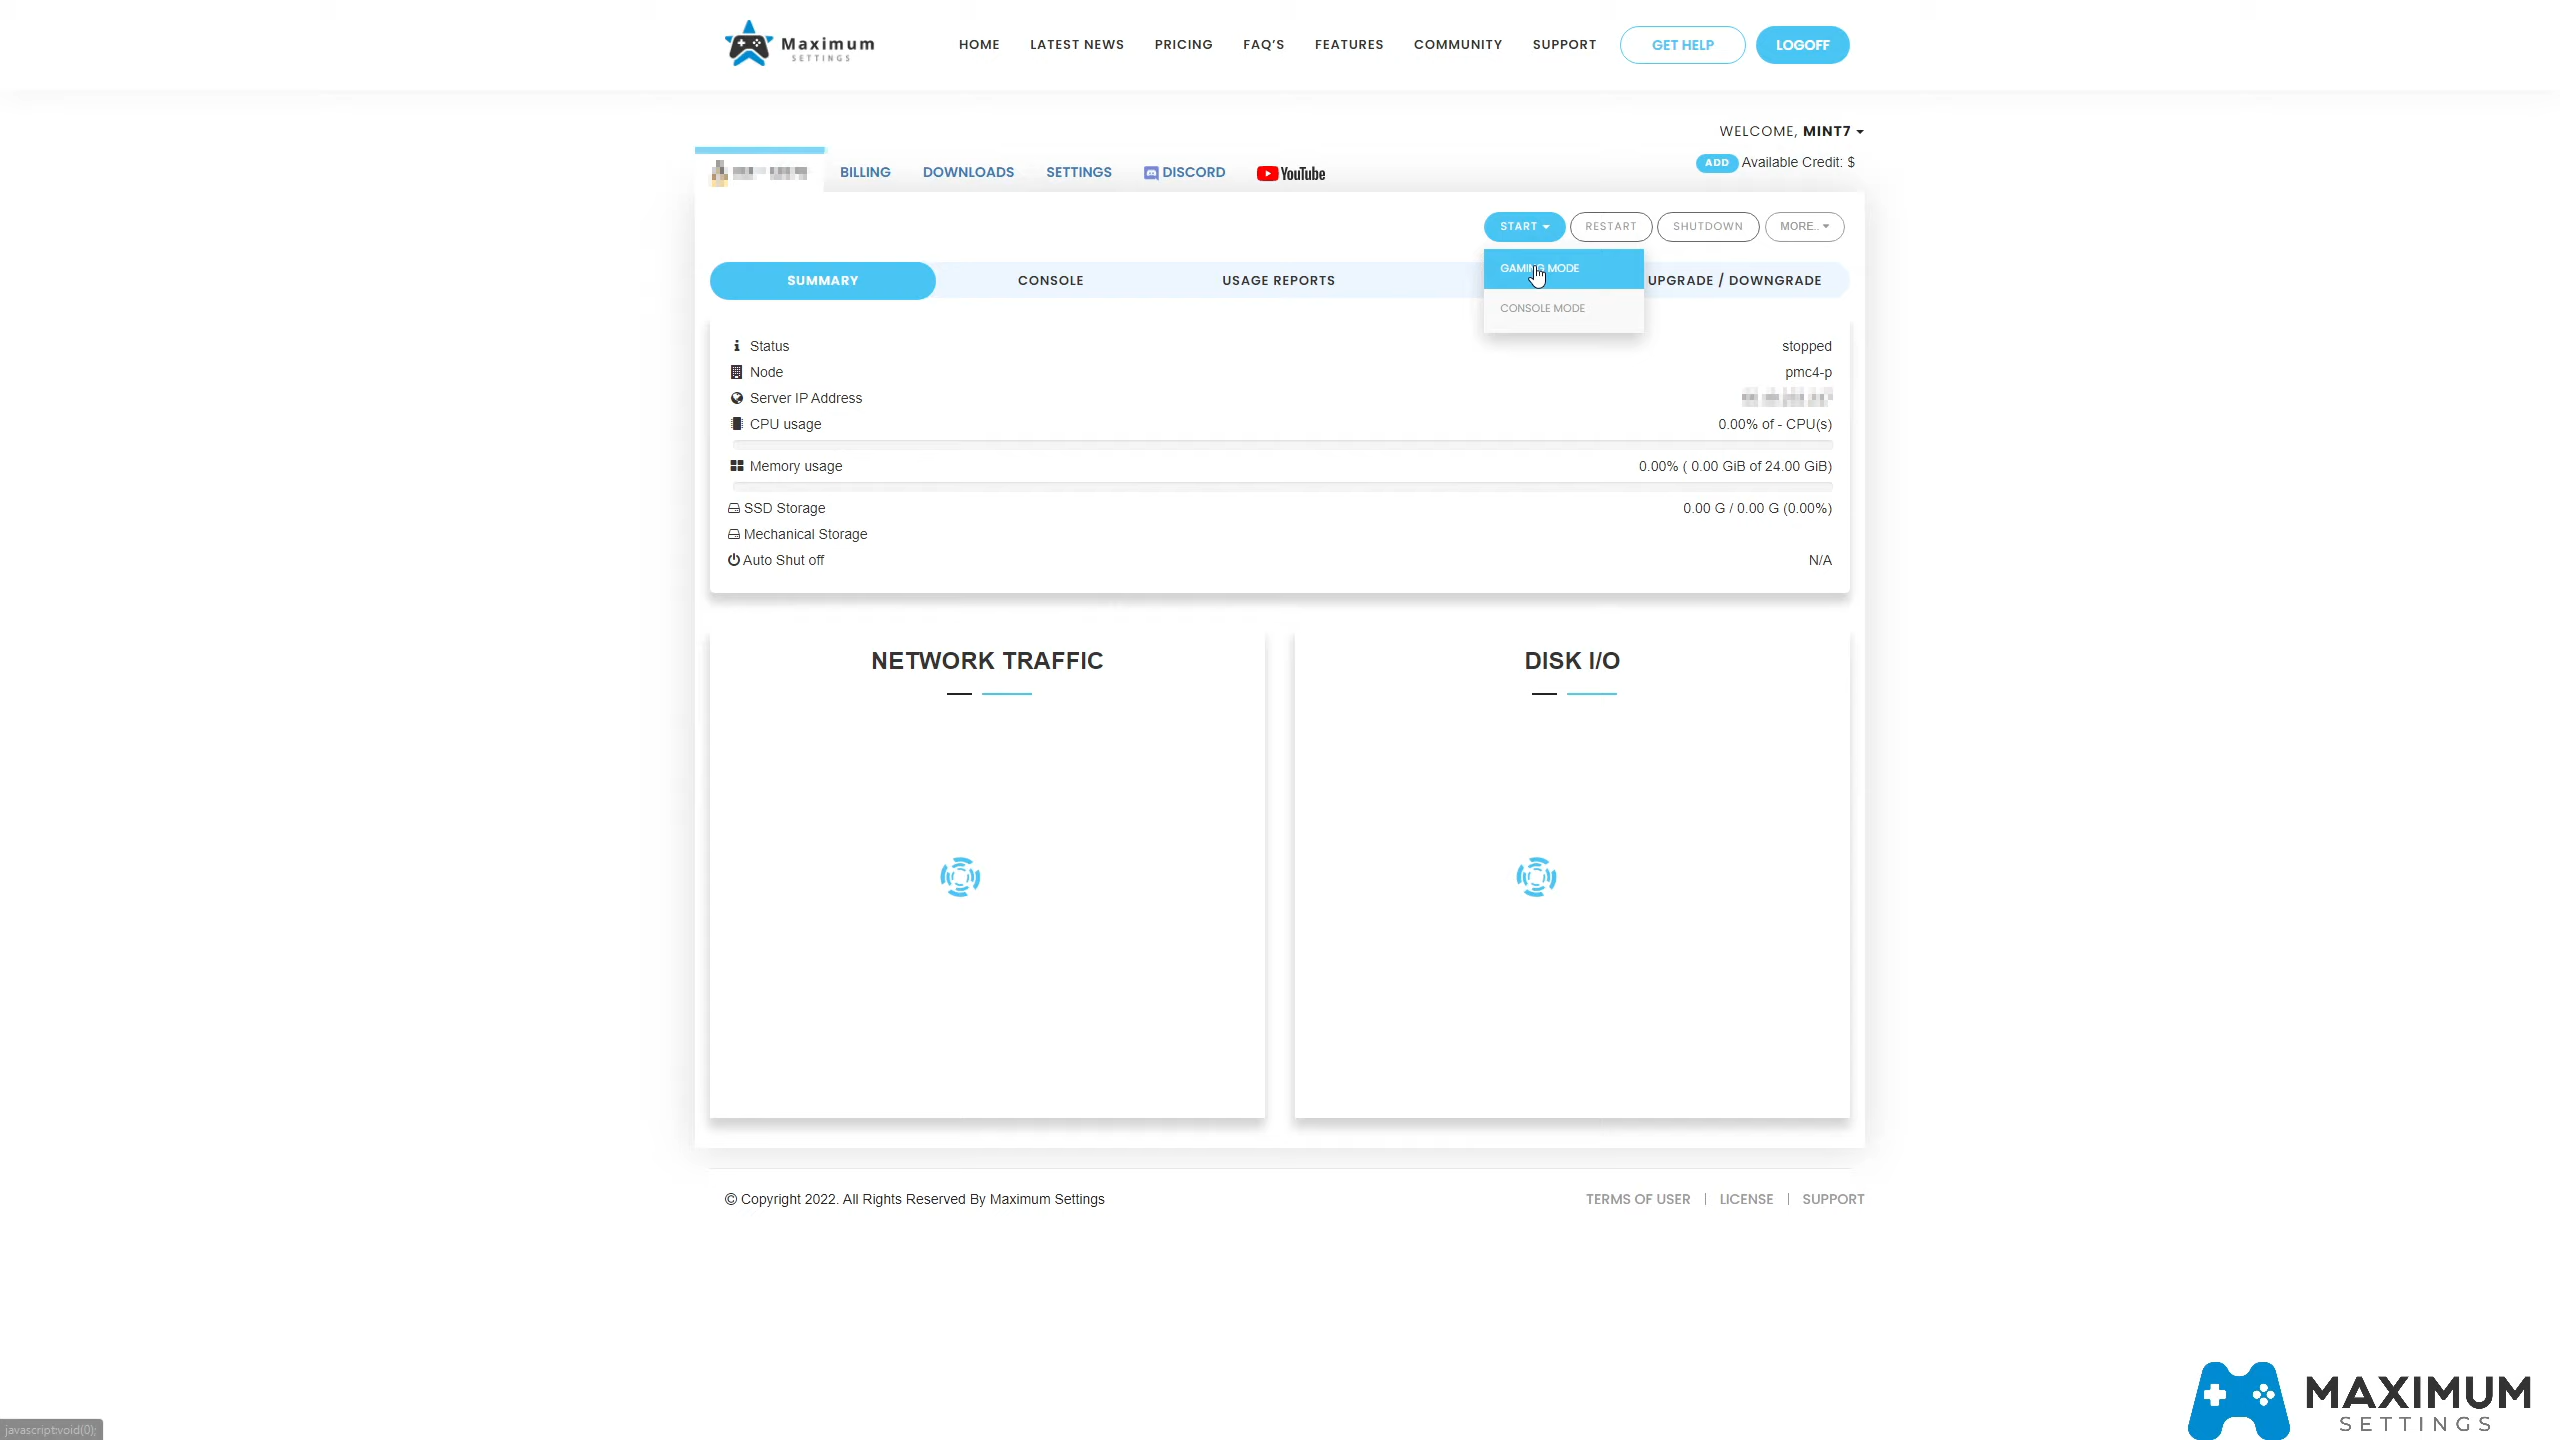 Maximum
SETTINGS
HOME
LATEST NEWS
PRICING
FAQ'S
FEATURES
COMMUNITY
SUPPORT
GET HELP
LOGOFF
WELCOME, MINT7
BILLING
DOWNLOADS
SETTINGS
DISCORD
YouTube
ADD Available Credit: $
START
RESTART
SHUTDOWN
MORE..
GAMING MODE
CONSOLE MODE
SUMMARY
CONSOLE
USAGE REPORTS
UPGRADE / DOWNGRADE
Status
stopped
Node
pmc4-p
Server IP Address
CPU usage
0.00% of - CPU(s)
Memory usage
0.00% ( 0.00 GiB of 24.00 GiB)
SSD Storage
0.00 G / 0.00 G (0.00%)
Mechanical Storage
Auto Shut off
N/A
NETWORK TRAFFIC
DISK I/O
© Copyright 2022. All Rights Reserved By Maximum Settings
TERMS OF USER | LICENSE | SUPPORT
MAXIMUM
SETTINGS
javascript:void(0);